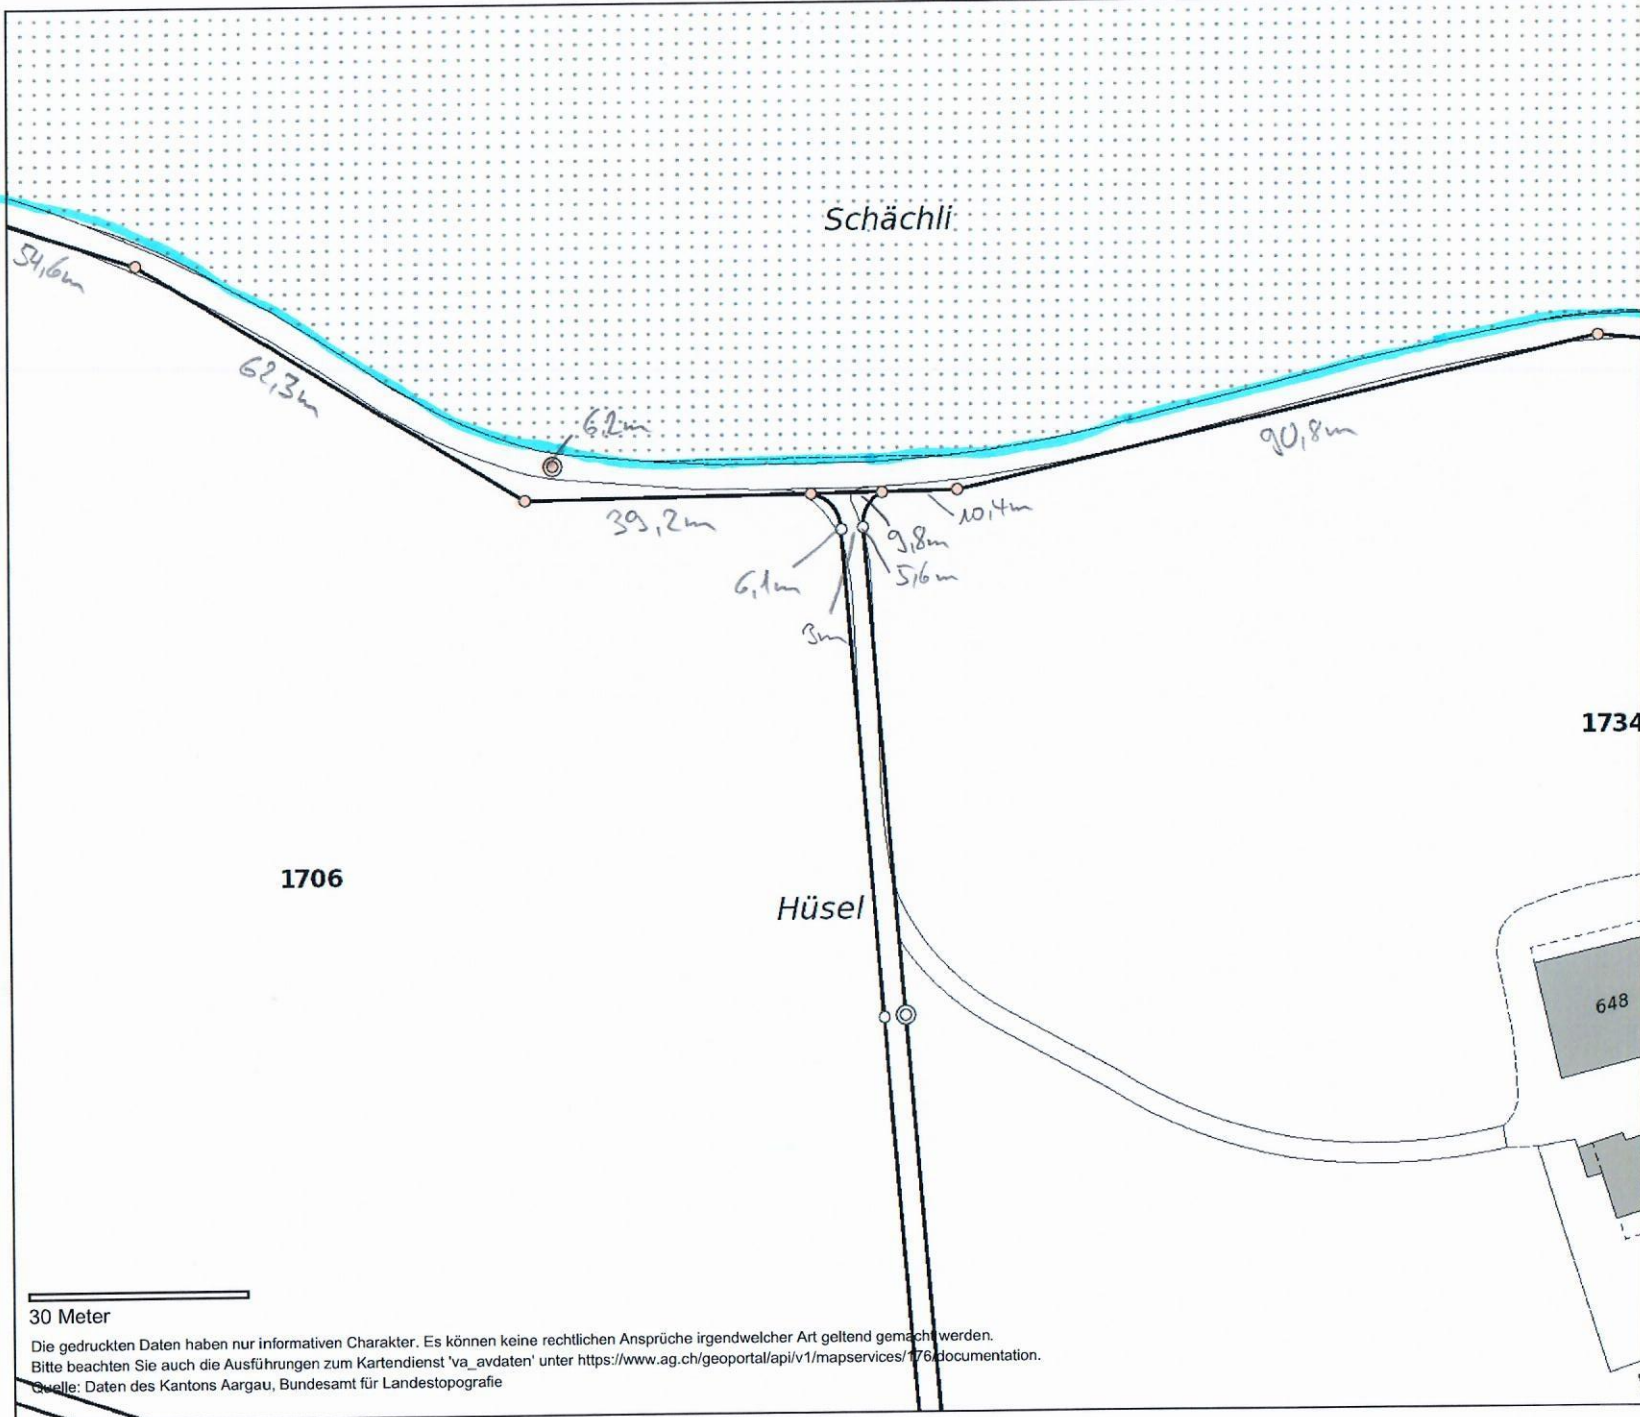 Schächli
54,6m
62,3m
6,2m
90,8m
39,2m
10,4m
9,8m
6,1m
5,6m
3m
1734
1706
Hüsel
648
30 Meter
Die gedruckten Daten haben nur informativen Charakter. Es können keine rechtlichen Ansprüche irgendwelcher Art geltend gemacht werden.
Bitte beachten Sie auch die Ausführungen zum Kartendienst 'va_avdaten' unter https://www.ag.ch/geoportal/api/v1/mapservices/176/documentation.
Quelle: Daten des Kantons Aargau, Bundesamt für Landestopografie